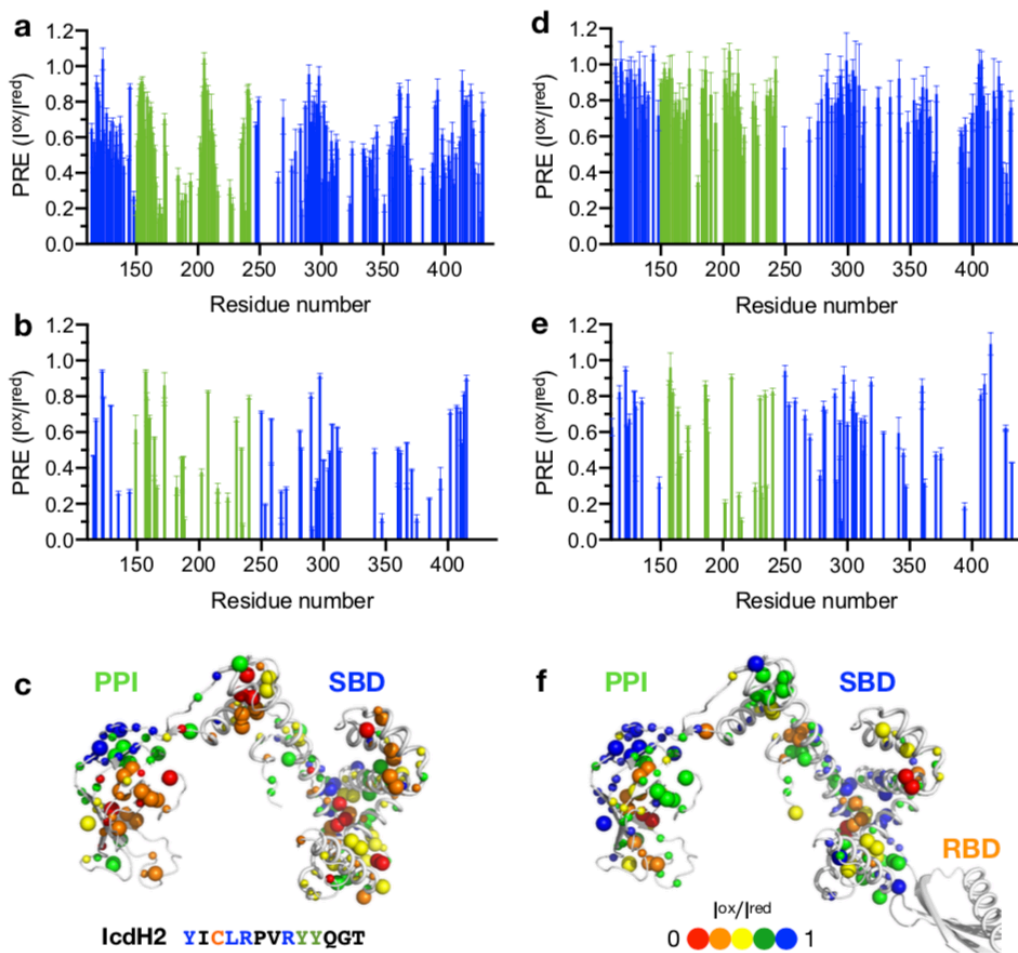 a
1.2
1.0
0.8
0.6
0.4
0.2
0.0
PRE (Iox/Ired)
150 200 250 300 350 400
Residue number
d
1.2
1.0
0.8
0.6
0.4
0.2
0.0
PRE (Iox/Ired)
150 200 250 300 350 400
Residue number
b
1.2
1.0
0.8
0.6
0.4
0.2
0.0
PRE (Iox/Ired)
150 200 250 300 350 400
Residue number
e
1.2
1.0
0.8
0.6
0.4
0.2
0.0
PRE (Iox/Ired)
150 200 250 300 350 400
Residue number
c
PPI
SBD
IcdH2 YICLRPVRYYQGT
f
PPI
SBD
RBD
Iox/Ired
0 1